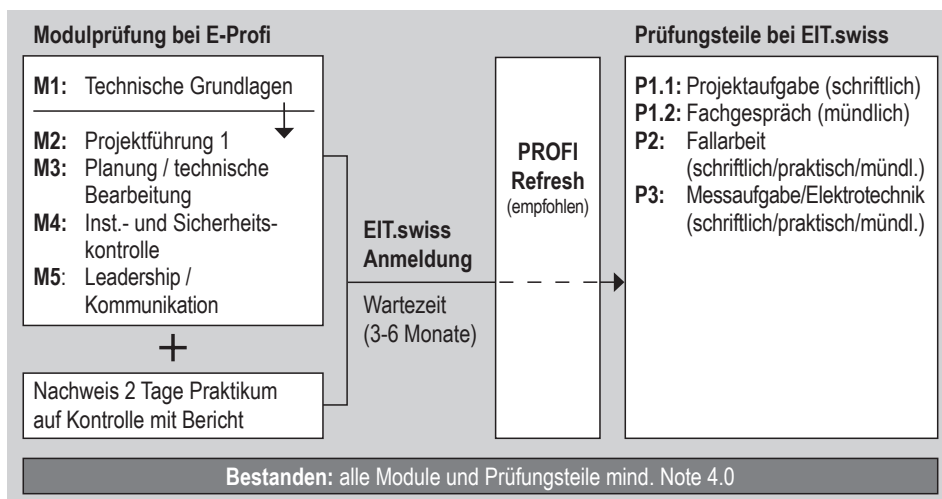 Modulprüfung bei E-Profi
M1: Technische Grundlagen
M2: Projektführung 1
M3: Planung / technische
Bearbeitung
M4: Inst.- und Sicherheits-
kontrolle
M5: Leadership /
Kommunikation
+
Nachweis 2 Tage Praktikum
auf Kontrolle mit Bericht
EIT.swiss
Anmeldung
Wartezeit
(3-6 Monate)
PROFI
Refresh
(empfohlen)
Prüfungsteile bei EIT.swiss
P1.1: Projektaufgabe (schriftlich)
P1.2: Fachgespräch (mündlich)
P2: Fallarbeit
(schriftlich/praktisch/mündl.)
P3: Messaufgabe/Elektrotechnik
(schriftlich/praktisch/mündl.)
Bestanden: alle Module und Prüfungsteile mind. Note 4.0